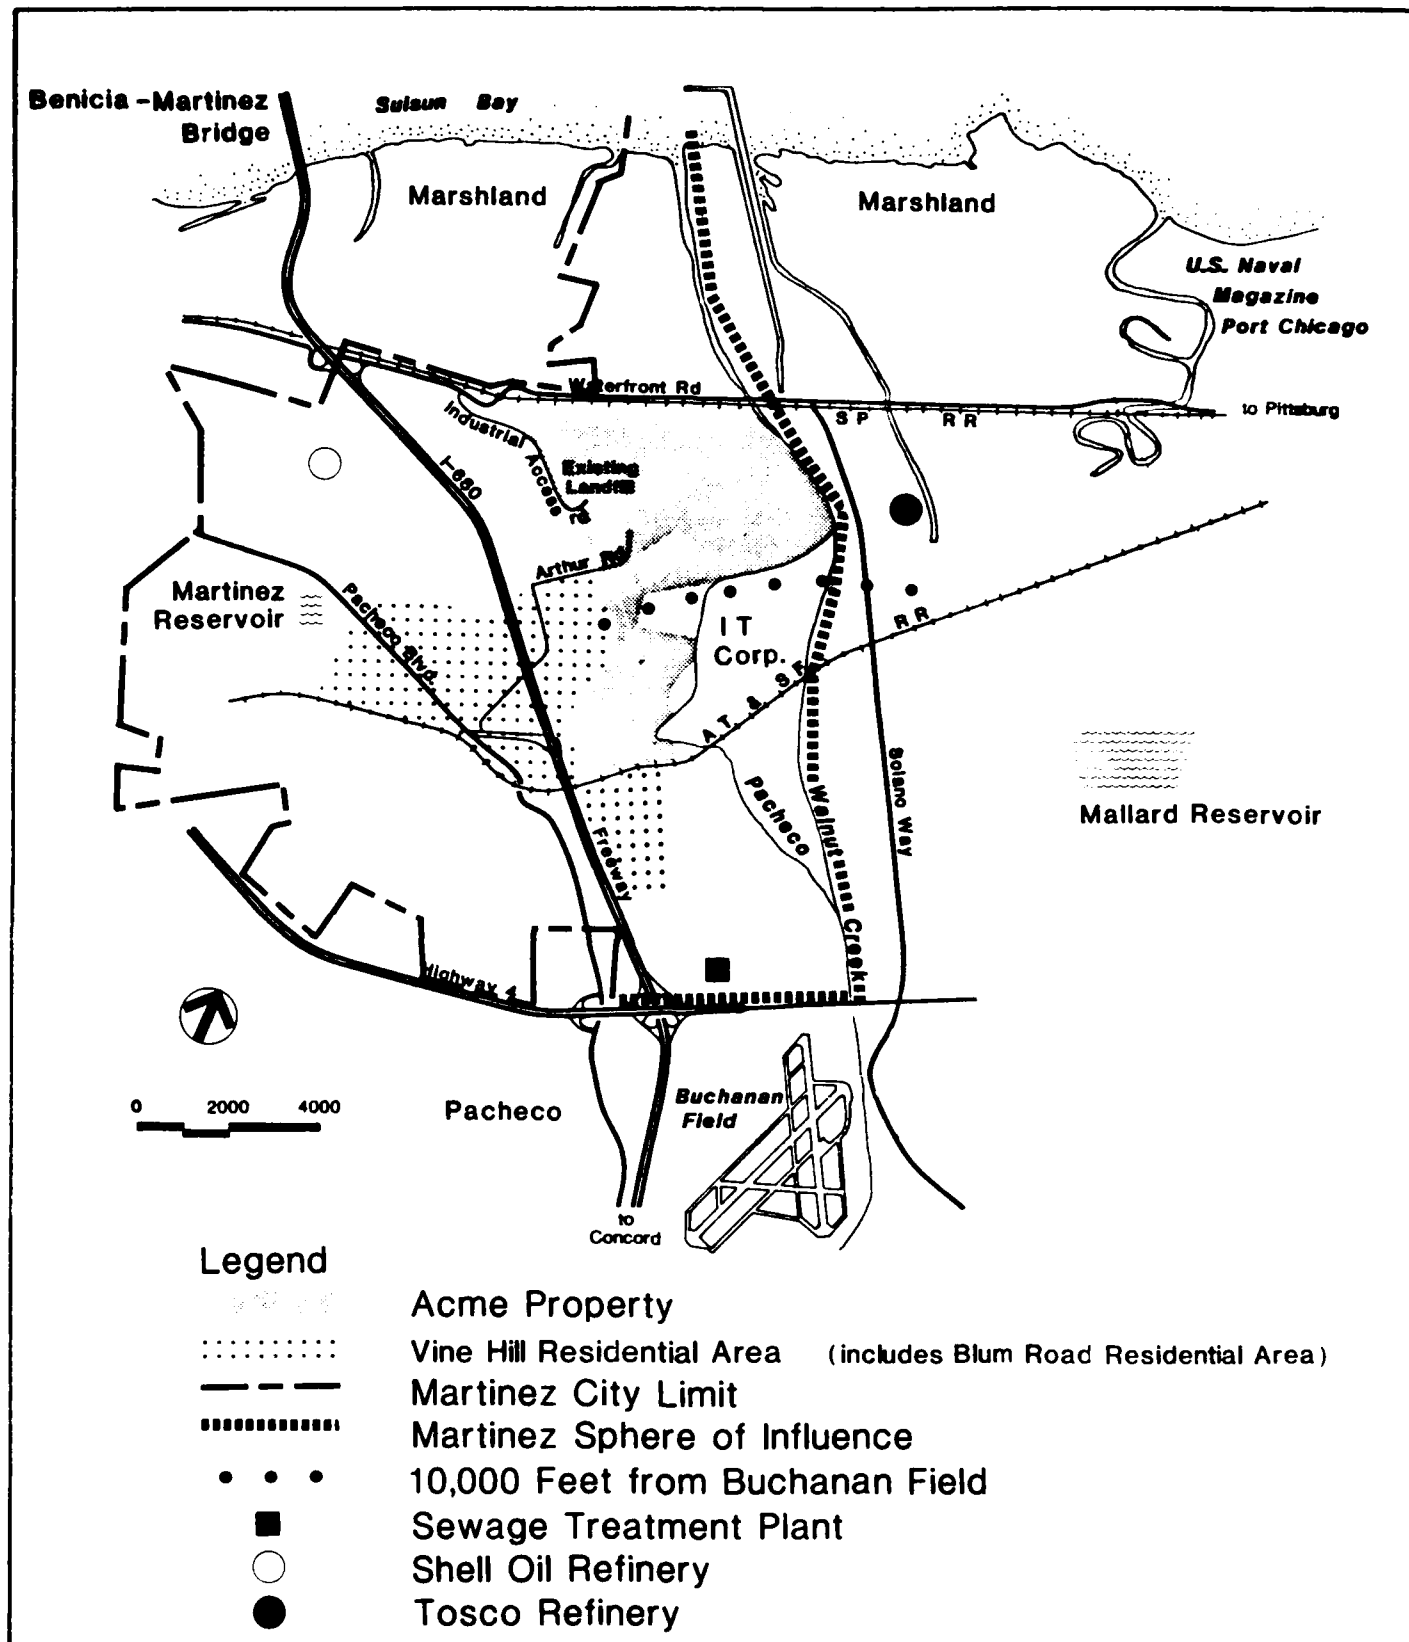 Benicia-Martinez
Bridge
Suisun Bay
Marshland
Marshland
U.S. Naval
Magazine
Port Chicago
Waterfront Rd
S P R R
to Pittsburg
Industrial Access rd.
Existing
Landfill
I-680
Arthur Rd
Martinez
Reservoir
Pacheco Blvd.
I T
Corp.
A. T. & S F R R
Solano Way
Mallard Reservoir
Pacheco
Walnut Creek
Freeway
Highway 4
0 2000 4000
Pacheco
Buchanan
Field
to
Concord
Legend
Acme Property
Vine Hill Residential Area (includes Blum Road Residential Area)
Martinez City Limit
Martinez Sphere of Influence
10,000 Feet from Buchanan Field
Sewage Treatment Plant
Shell Oil Refinery
Tosco Refinery